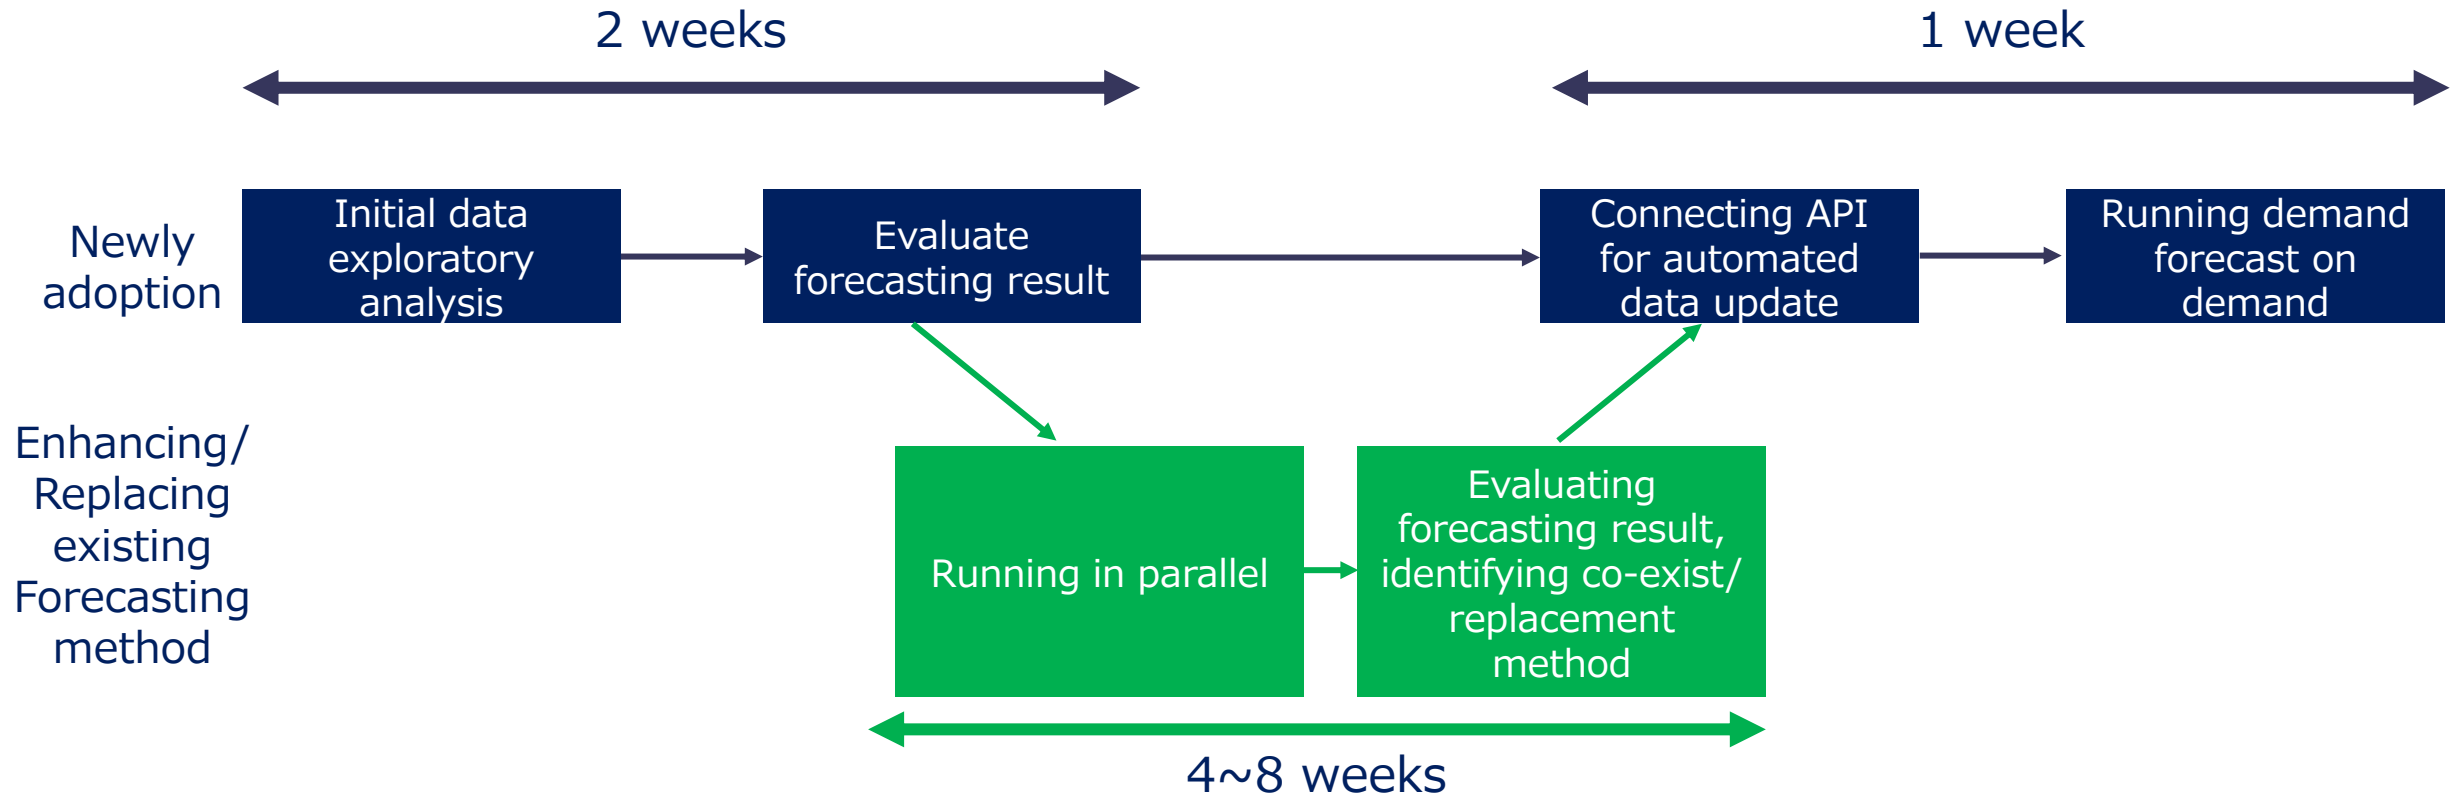 2 weeks
1 week
Newly
adoption
Initial data
exploratory
analysis
Evaluate
forecasting result
Connecting API
for automated
data update
Running demand
forecast on
demand
Enhancing/
Replacing
existing
Forecasting
method
Running in parallel
Evaluating
forecasting result,
identifying co-exist/
replacement
method
4~8 weeks